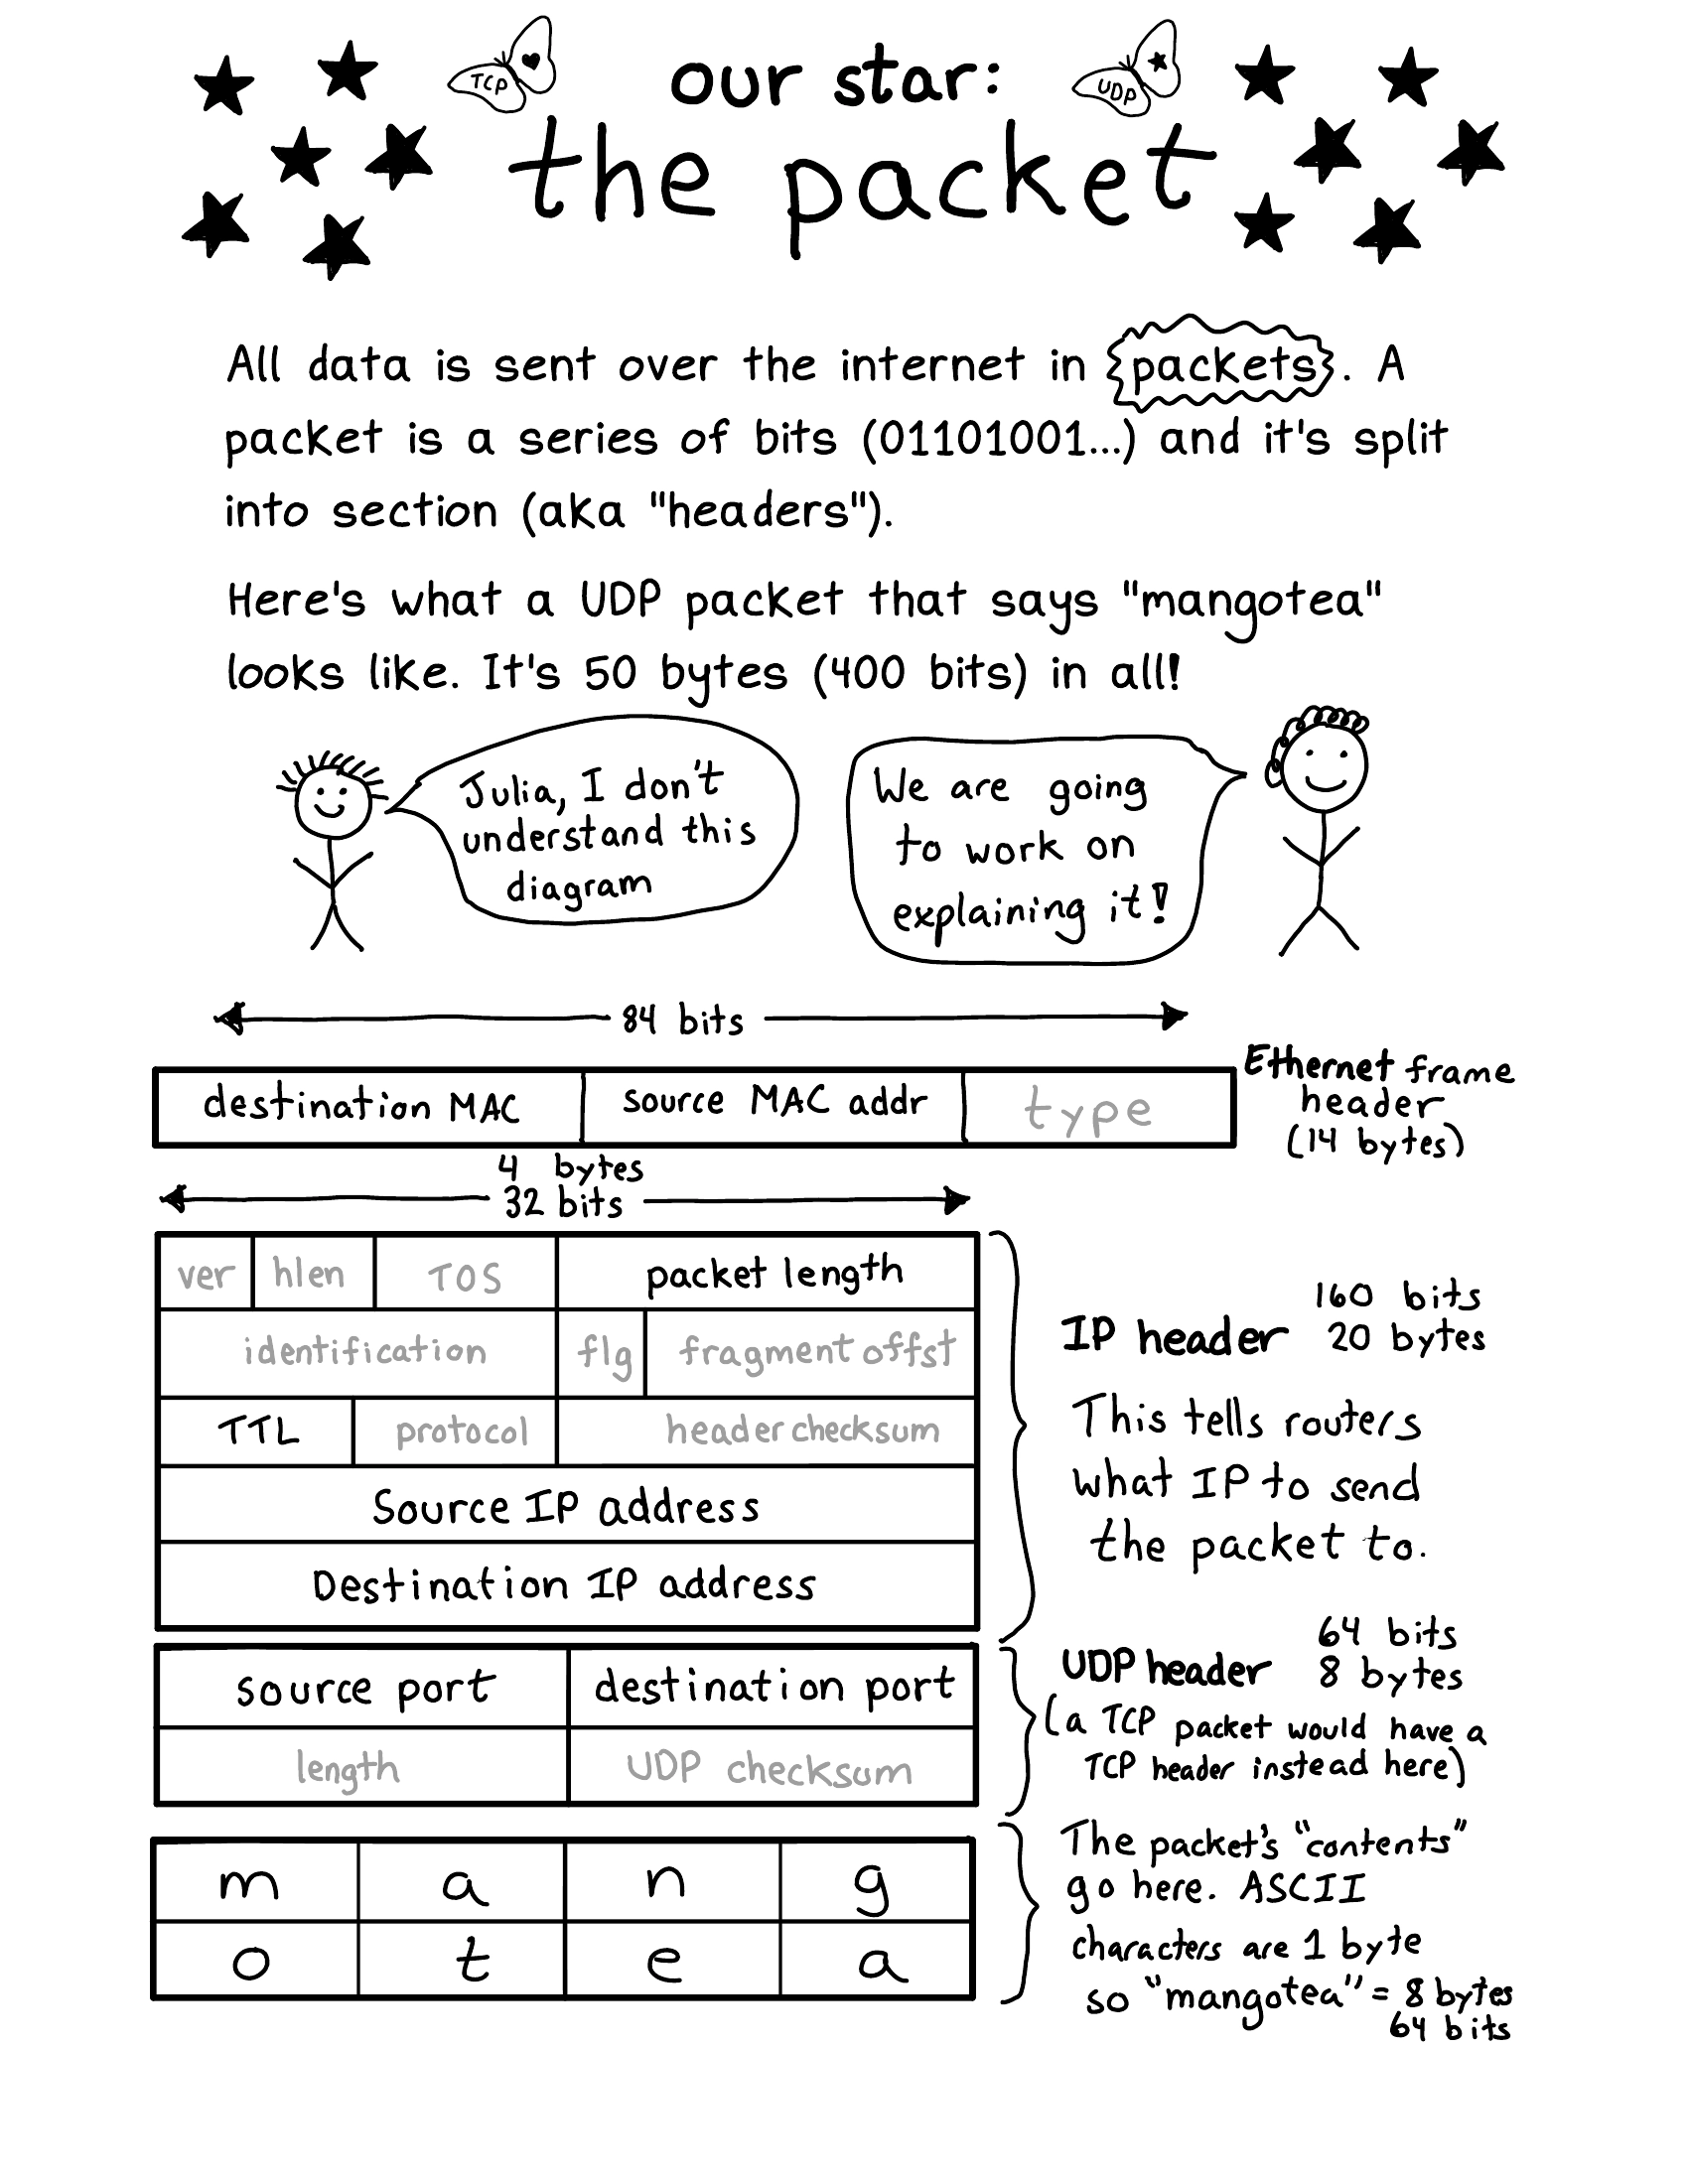 TCP
our star:
UDP
the packet
All data is sent over the internet in packets. A
packet is a series of bits (01101001...) and it's split
into section (aka "headers").
Here's what a UDP packet that says "mangotea"
looks like. It's 50 bytes (400 bits) in all!
Julia, I don't
understand this
diagram
We are going
to work on
explaining it!
84 bits
destination MAC
source MAC addr
type
Ethernet frame
header
(14 bytes)
4 bytes
32 bits
ver
hlen
TOS
packet length
identification
flg
fragment offst
TTL
protocol
header checksum
Source IP address
Destination IP address
IP header
160 bits
20 bytes
This tells routers
what IP to send
the packet to.
source port
destination port
length
UDP checksum
UDP header
64 bits
8 bytes
(a TCP packet would have a
TCP header instead here)
m a n g
o t e a
The packet's "contents"
go here. ASCII
characters are 1 byte
so "mangotea" = 8 bytes
64 bits